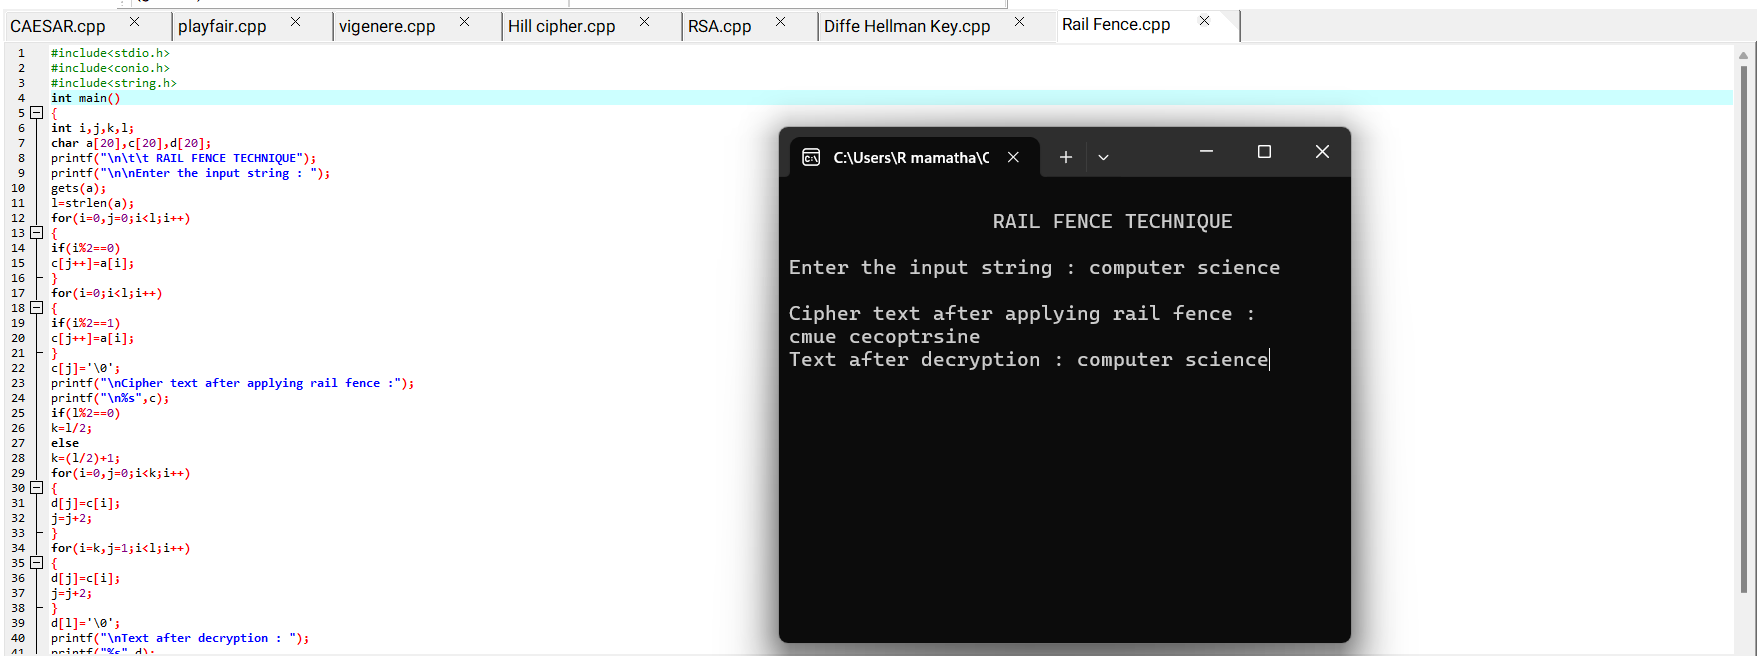 CAESAR.cpp playfair.cpp vigenere.cpp Hill cipher.cpp RSA.cpp Diffe Hellman Key.cpp Rail Fence.cpp
1 #include<stdio.h>
2 #include<conio.h>
3 #include<string.h>
4 int main()
5 {
6 int i,j,k,l;
7 char a[20],c[20],d[20];
8 printf("\n\t\t RAIL FENCE TECHNIQUE");
9 printf("\n\nEnter the input string : ");
10 gets(a);
11 l=strlen(a);
12 for(i=0,j=0;i<l;i++)
13 {
14 if(i%2==0)
15 c[j++]=a[i];
16 }
17 for(i=0;i<l;i++)
18 {
19 if(i%2==1)
20 c[j++]=a[i];
21 }
22 c[j]='\0';
23 printf("\nCipher text after applying rail fence :");
24 printf("\n%s",c);
25 if(l%2==0)
26 k=l/2;
27 else
28 k=(l/2)+1;
29 for(i=0,j=0;i<k;i++)
30 {
31 d[j]=c[i];
32 j=j+2;
33 }
34 for(i=k,j=1;i<l;i++)
35 {
36 d[j]=c[i];
37 j=j+2;
38 }
39 d[l]='\0';
40 printf("\nText after decryption : ");
41 printf("%s",d);
C:\Users\R mamatha\C
RAIL FENCE TECHNIQUE
Enter the input string : computer science
Cipher text after applying rail fence :
cmue cecoptrsine
Text after decryption : computer science